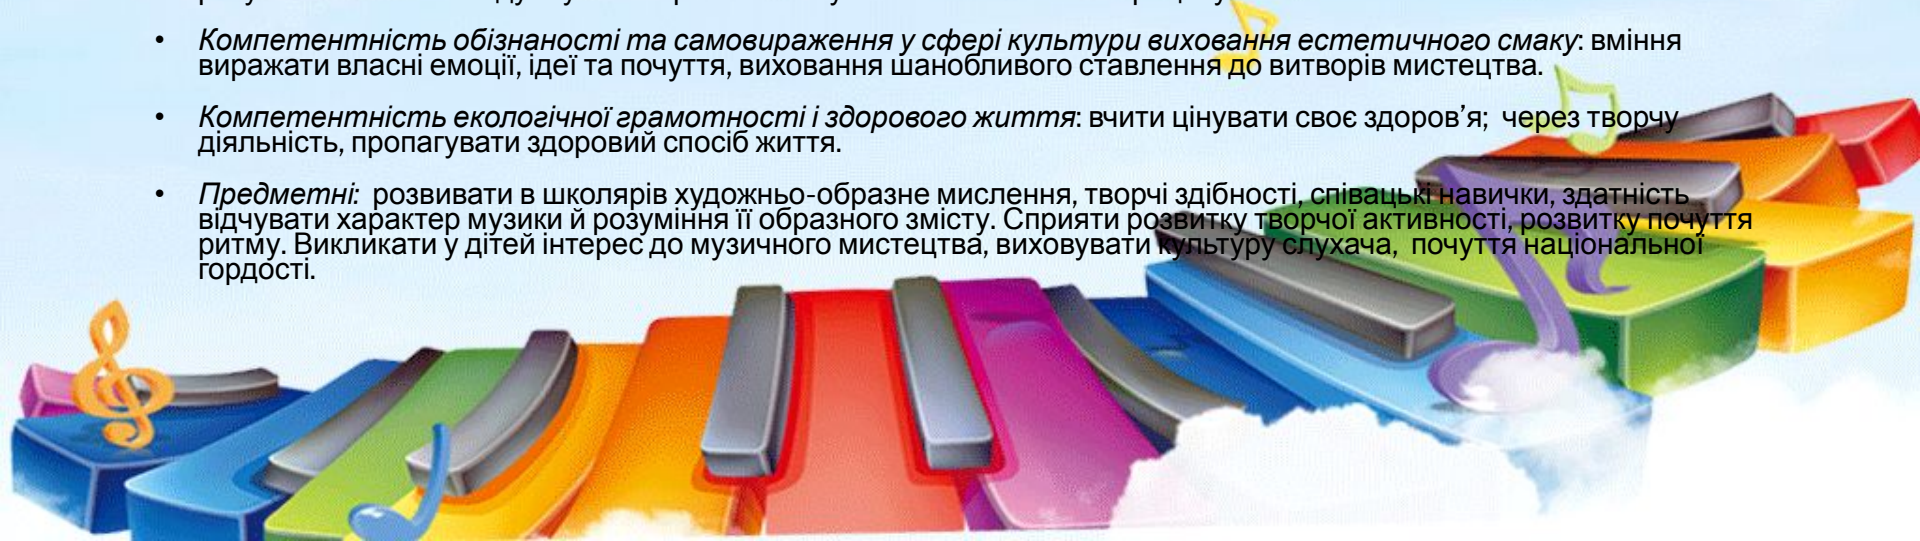 • Компетентність обізнаності та самовираження у сфері культури виховання естетичного смаку: вміння
виражати власні емоції, ідеї та почуття, виховання шанобливого ставлення до витворів мистецтва.
• Компетентність екологічної грамотності і здорового життя: вчити цінувати своє здоров’я; через творчу
діяльність, пропагувати здоровий спосіб життя.
• Предметні: розвивати в школярів художньо-образне мислення, творчі здібності, співацькі навички, здатність
відчувати характер музики й розуміння її образного змісту. Сприяти розвитку творчої активності, розвитку почуття
ритму. Викликати у дітей інтерес до музичного мистецтва, виховувати культуру слухача, почуття національної
гордості.